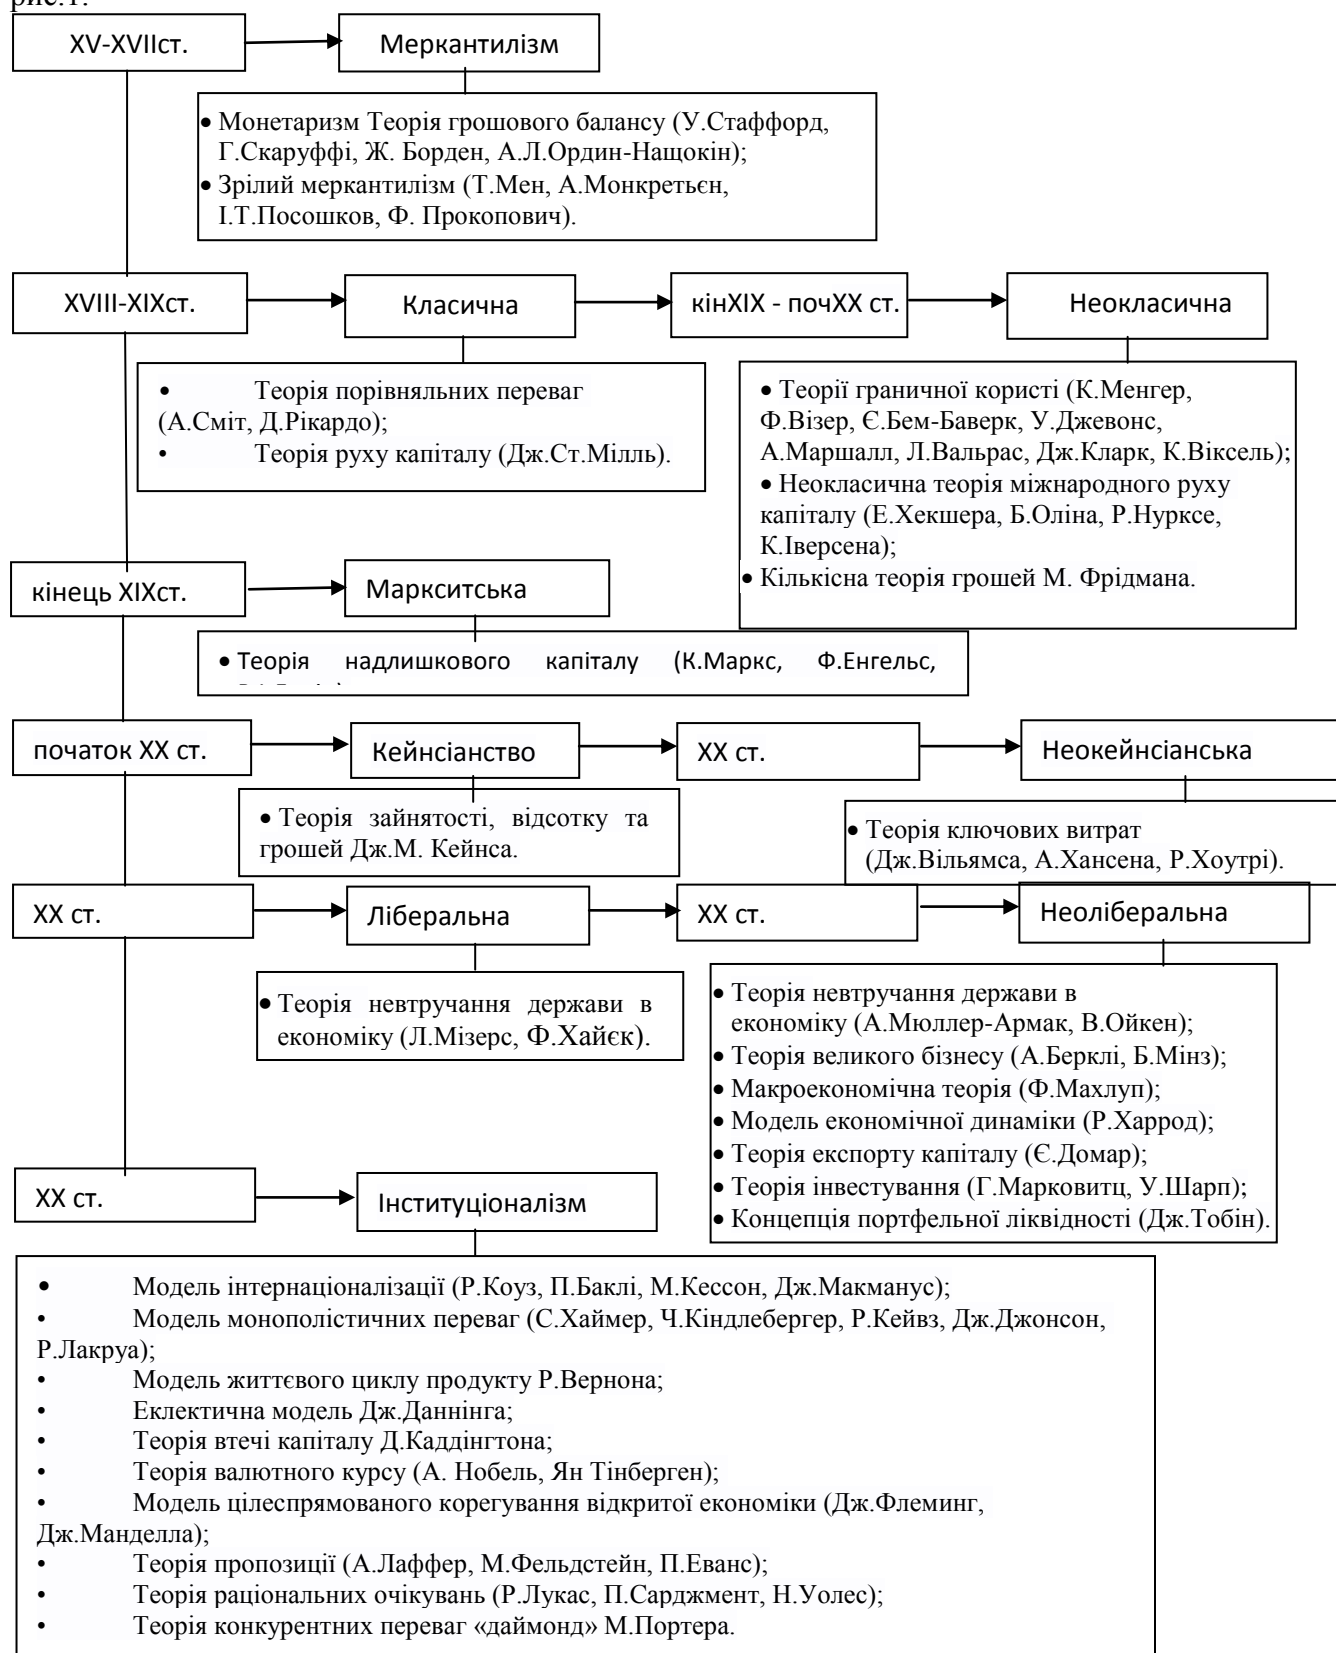 рис.1.
XV-XVIIст.
Меркантилізм
• Монетаризм Теорія грошового балансу (У.Стаффорд,
Г.Скаруффі, Ж. Борден, А.Л.Ордин-Нащокін);
• Зрілий меркантилізм (Т.Мен, А.Монкретьєн,
І.Т.Посошков, Ф. Прокопович).
XVIII-XIXст.
Класична
кінXIX - почXX ст.
Неокласична
• Теорія порівняльних переваг
(А.Сміт, Д.Рікардо);
• Теорія руху капіталу (Дж.Ст.Мілль).
• Теорії граничної користі (К.Менгер,
Ф.Візер, Є.Бем-Баверк, У.Джевонс,
А.Маршалл, Л.Вальрас, Дж.Кларк, К.Віксель);
• Неокласична теорія міжнародного руху
капіталу (Е.Хекшера, Б.Оліна, Р.Нурксе,
К.Іверсена);
• Кількісна теорія грошей М. Фрідмана.
кінець XIXст.
Маркситська
• Теорія надлишкового капіталу (К.Маркс, Ф.Енгельс,
початок XX ст.
Кейнсіанство
XX ст.
Неокейнсіанська
• Теорія зайнятості, відсотку та
грошей Дж.М. Кейнса.
• Теорія ключових витрат
(Дж.Вільямса, А.Хансена, Р.Хоутрі).
XX ст.
Ліберальна
XX ст.
Неоліберальна
• Теорія невтручання держави в
економіку (Л.Мізерс, Ф.Хайєк).
• Теорія невтручання держави в
економіку (А.Мюллер-Армак, В.Ойкен);
• Теорія великого бізнесу (А.Берклі, Б.Мінз);
• Макроекономічна теорія (Ф.Махлуп);
• Модель економічної динаміки (Р.Харрод);
• Теорія експорту капіталу (Є.Домар);
• Теорія інвестування (Г.Марковитц, У.Шарп);
• Концепція портфельної ліквідності (Дж.Тобін).
XX ст.
Інституціоналізм
• Модель інтернаціоналізації (Р.Коуз, П.Баклі, М.Кессон, Дж.Макманус);
• Модель монополістичних переваг (С.Хаймер, Ч.Кіндлебергер, Р.Кейвз, Дж.Джонсон,
Р.Лакруа);
• Модель життєвого циклу продукту Р.Вернона;
• Еклектична модель Дж.Даннінга;
• Теорія втечі капіталу Д.Каддінгтона;
• Теорія валютного курсу (А. Нобель, Ян Тінберген);
• Модель цілеспрямованого корегування відкритої економіки (Дж.Флеминг,
Дж.Манделла);
• Теорія пропозиції (А.Лаффер, М.Фельдстейн, П.Еванс);
• Теорія раціональних очікувань (Р.Лукас, П.Сарджмент, Н.Уолес);
• Теорія конкурентних переваг «даймонд» М.Портера.